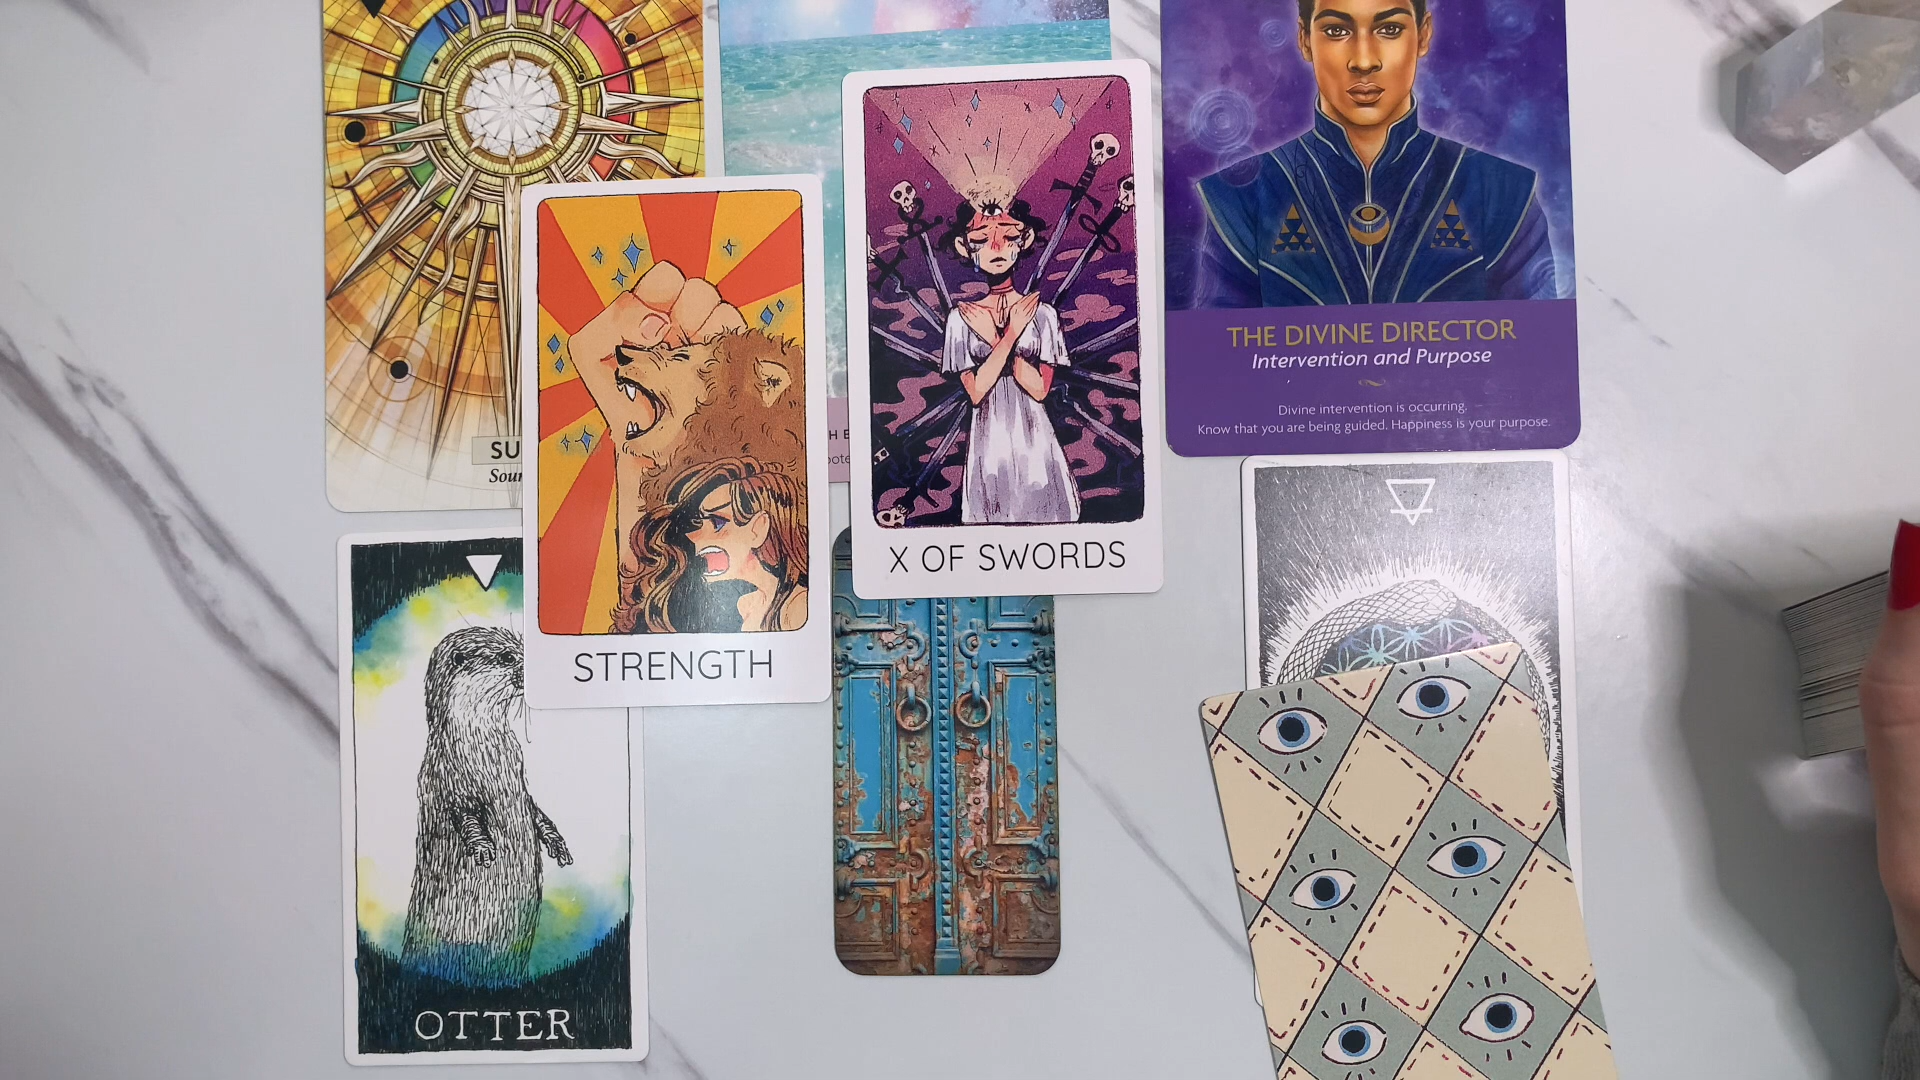 SU
Sour
STRENGTH
X OF SWORDS
THE DIVINE DIRECTOR
Intervention and Purpose
Divine intervention is occurring.
Know that you are being guided. Happiness is your purpose.
OTTER